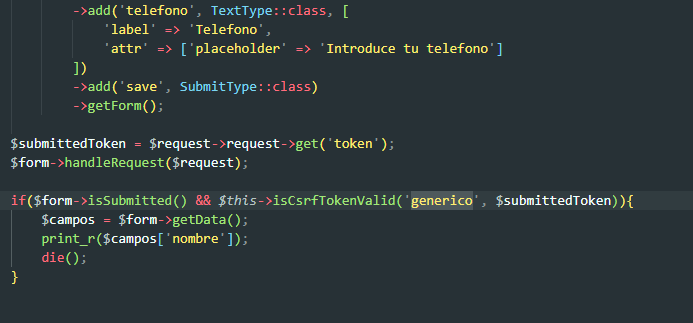 ->add('telefono', TextType::class, [
'label' => 'Telefono',
'attr' => ['placeholder' => 'Introduce tu telefono']
])
->add('save', SubmitType::class)
->getForm();
$submittedToken = $request->request->get('token');
$form->handleRequest($request);
if($form->isSubmitted() && $this->isCsrfTokenValid('generico', $submittedToken)){
$campos = $form->getData();
print_r($campos['nombre']);
die();
}